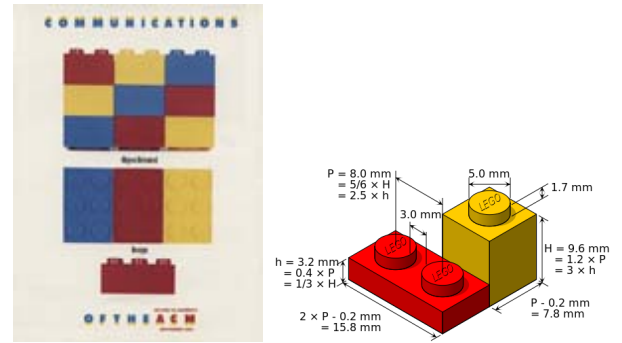 COMMUNICATIONS
OF THE ACM
P = 8.0 mm
= 5/6 × H
= 2.5 × h
5.0 mm
1.7 mm
3.0 mm
LEGO
LEGO
LEGO
h = 3.2 mm
= 0.4 × P
= 1/3 × H
H = 9.6 mm
= 1.2 × P
= 3 × h
2 × P - 0.2 mm
= 15.8 mm
P - 0.2 mm
= 7.8 mm